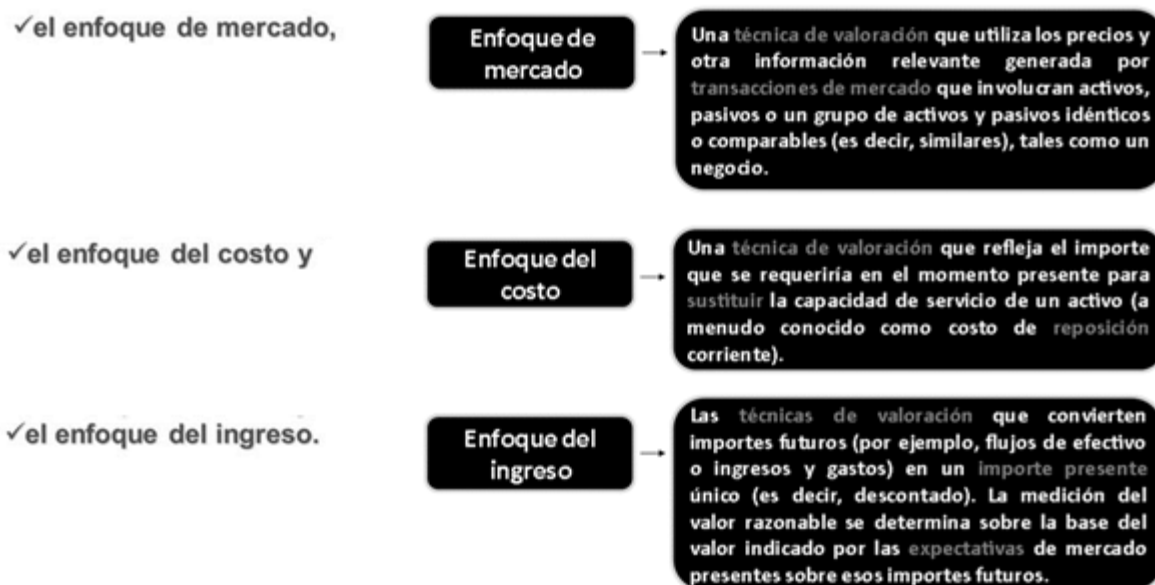 ✓el enfoque de mercado,
Enfoque de
mercado
Una técnica de valoración que utiliza los precios y
otra información relevante generada por
transacciones de mercado que involucran activos,
pasivos o un grupo de activos y pasivos idénticos
o comparables (es decir, similares), tales como un
negocio.
✓el enfoque del costo y
Enfoque del
costo
Una técnica de valoración que refleja el importe
que se requeriría en el momento presente para
sustituir la capacidad de servicio de un activo (a
menudo conocido como costo de reposición
corriente).
✓el enfoque del ingreso.
Enfoque del
ingreso
Las técnicas de valoración que convierten
importes futuros (por ejemplo, flujos de efectivo
o ingresos y gastos) en un importe presente
único (es decir, descontado). La medición del
valor razonable se determina sobre la base del
valor indicado por las expectativas de mercado
presentes sobre esos importes futuros.